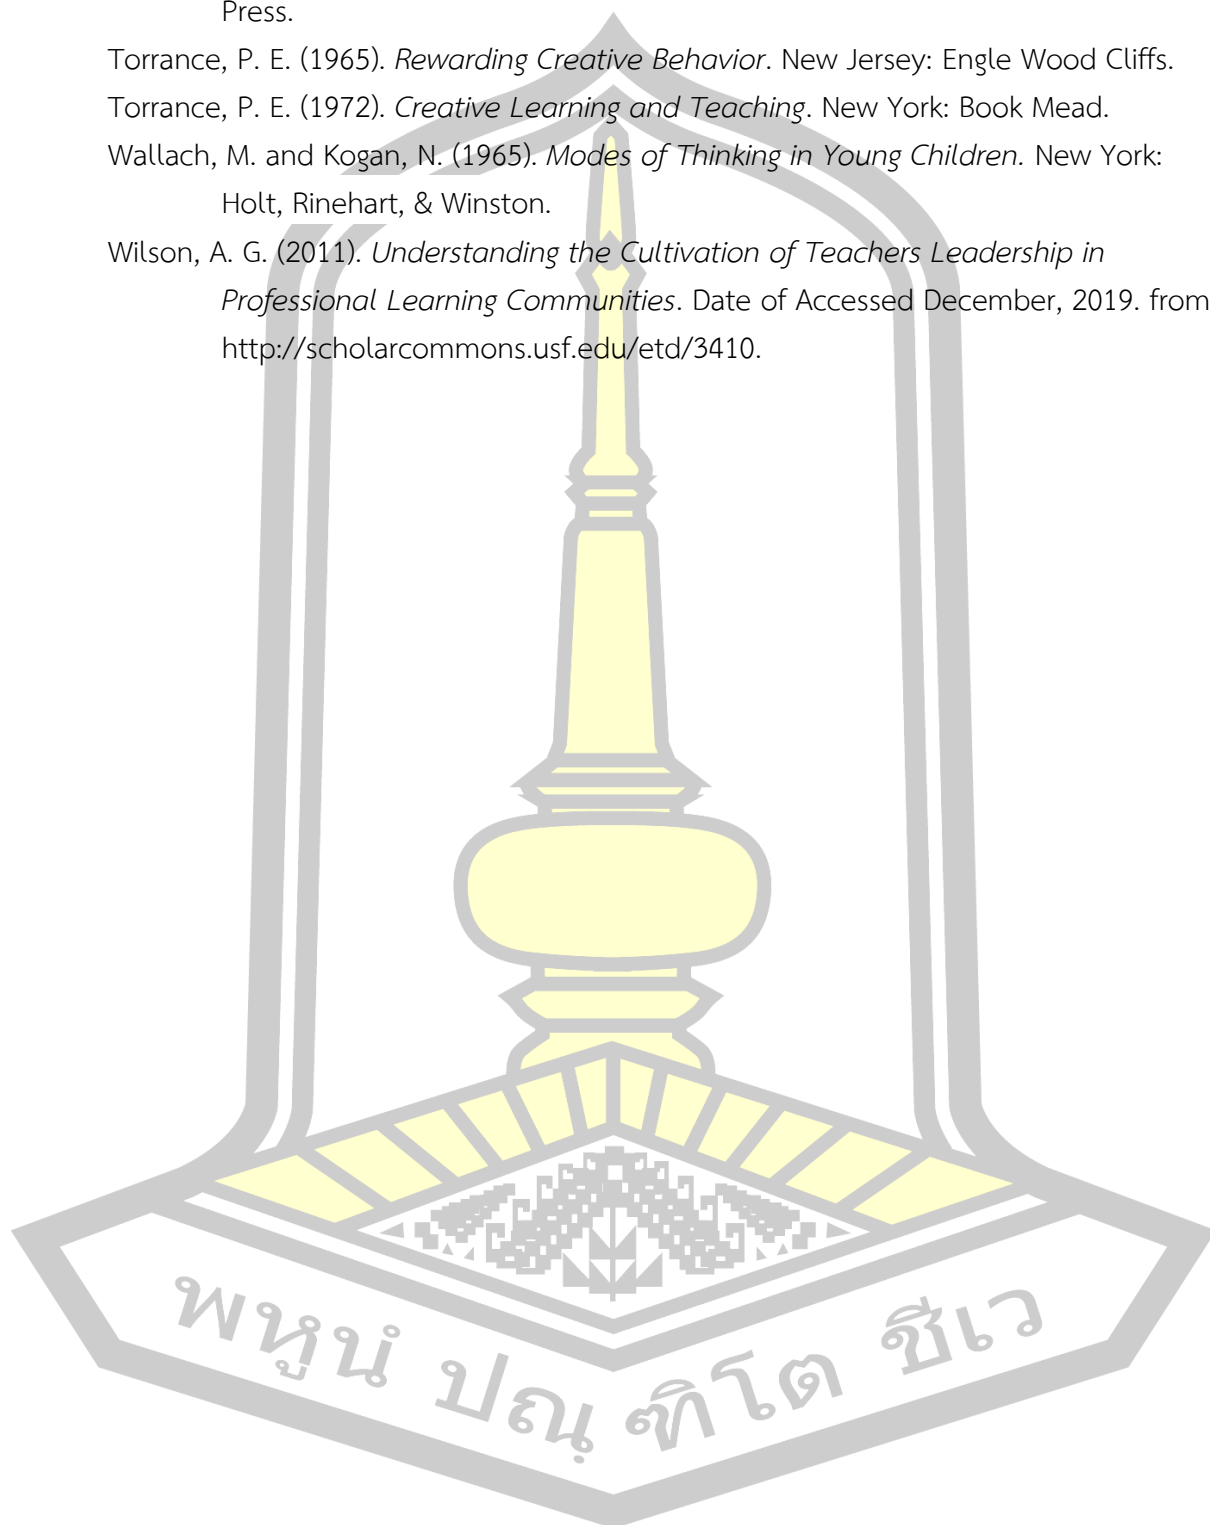 Press.
Torrance, P. E. (1965). Rewarding Creative Behavior. New Jersey: Engle Wood Cliffs.
Torrance, P. E. (1972). Creative Learning and Teaching. New York: Book Mead.
Wallach, M. and Kogan, N. (1965). Modes of Thinking in Young Children. New York:
Holt, Rinehart, & Winston.
Wilson, A. G. (2011). Understanding the Cultivation of Teachers Leadership in
Professional Learning Communities. Date of Accessed December, 2019. from
http://scholarcommons.usf.edu/etd/3410.
พหูนํ ปณฺฑิโต ชีเว